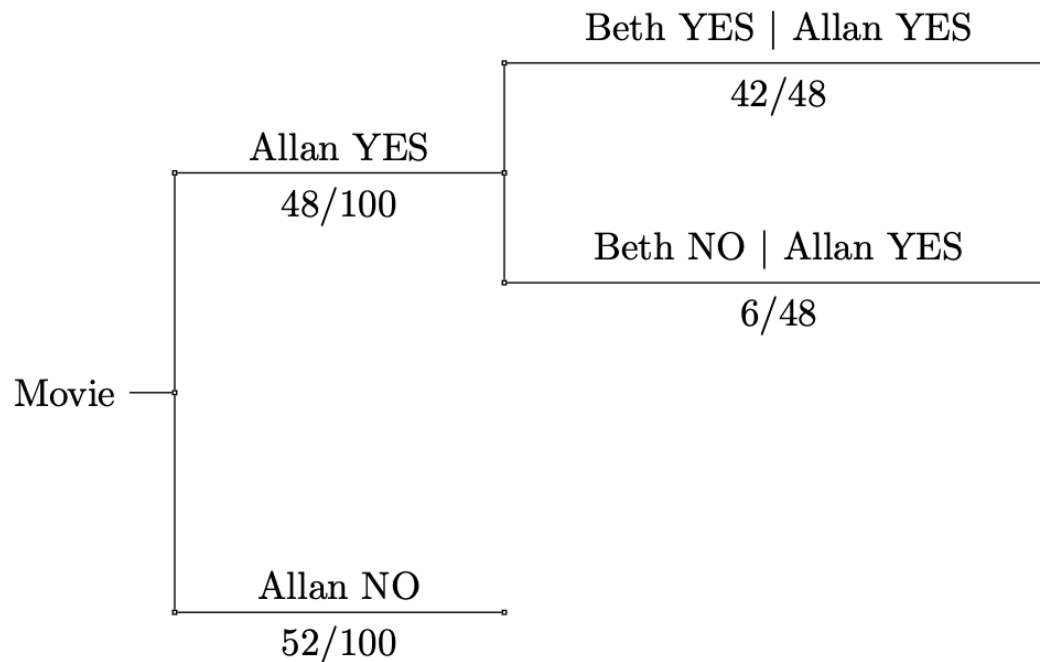 Beth YES | Allan YES
42/48
Allan YES
48/100
Beth NO | Allan YES
6/48
Movie
Allan NO
52/100